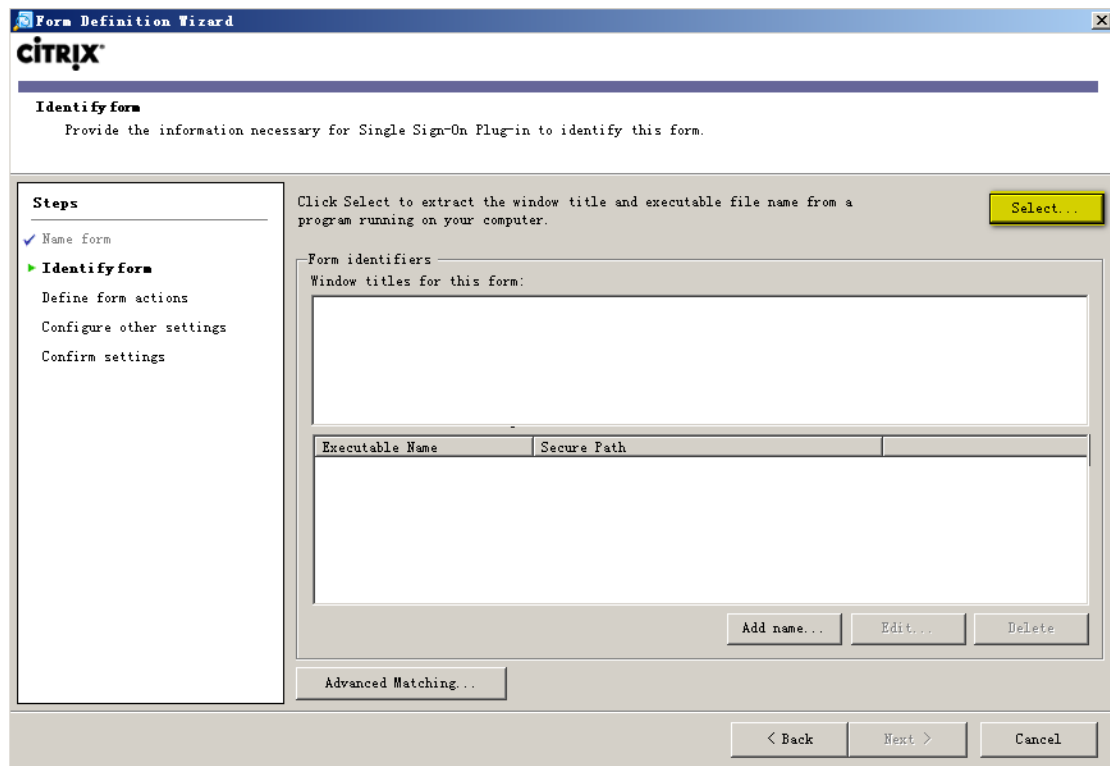 Form Definition Wizard
CITRIX
Identify form
Provide the information necessary for Single Sign-On Plug-in to identify this form.
Steps
Name form
Identify form
Define form actions
Configure other settings
Confirm settings
Click Select to extract the window title and executable file name from a
program running on your computer.
Select...
Form identifiers
Window titles for this form:
Executable Name Secure Path
Add name... Edit... Delete
Advanced Matching...
< Back Next > Cancel